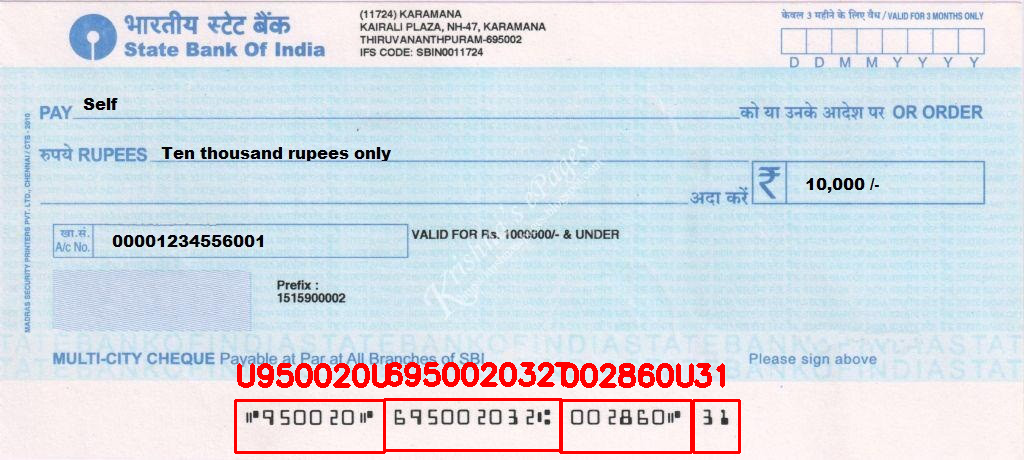 भारतीय स्टेट बैंक
State Bank Of India
(11724) KARAMANA
KAIRALI PLAZA, NH-47, KARAMANA
THIRUVANANTHPURAM-695002
IFS CODE: SBIN0011724
केवल 3 महीने के लिए वैध / VALID FOR 3 MONTHS ONLY
D D M M Y Y Y Y
PAY Self को या उनके आदेश पर OR ORDER
रुपये RUPEES Ten thousand rupees only
अदा करें ₹ 10,000 /-
खा.सं.
A/c No. 00001234556001
VALID FOR Rs. 1000000/- & UNDER
Prefix :
1515900002
MADRAS SECURITY PRINTERS PVT. LTD., CHENNAI / CTS - 2010
Krishna's ePages
MULTI-CITY CHEQUE Payable at Par at All Branches of SBI
Please sign above
U950020U 695002032T 002860U 31
⑈950020⑈ 695002032⑆ 002860⑈ 31